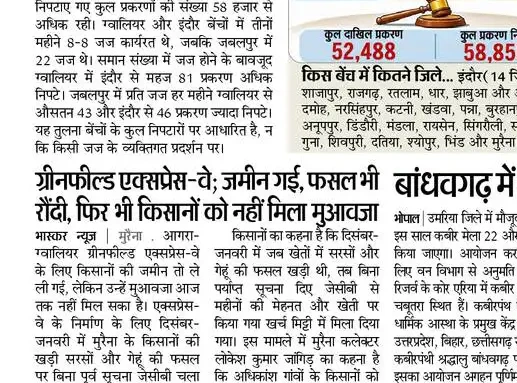 निपटाए गए कुल प्रकरणों की संख्या 58 हजार से
अधिक रही। ग्वालियर और इंदौर बेंचों में तीनों
महीने 8-8 जज कार्यरत थे, जबकि जबलपुर में
22 जज थे। समान संख्या में जज होने के बावजूद
ग्वालियर में इंदौर से महज 81 प्रकरण अधिक
निपटे। जबलपुर में प्रति जज हर महीने ग्वालियर से
औसतन 43 और इंदौर से 46 प्रकरण ज्यादा निपटे।
यह तुलना बेंचों के कुल निपटारों पर आधारित है, न
कि किसी जज के व्यक्तिगत प्रदर्शन पर।
कुल दाखिल प्रकरण
52,488
कुल प्रकरण
58,85
किस बेंच में कितने जिले... इंदौर(14
शाजापुर, राजगढ़, रतलाम, धार, झाबुआ और
दमोह, नरसिंहपुर, कटनी, खंडवा, पन्ना,
अनूपपुर, डिंडौरी, मंडला, रायसेन, सिंगरौली,
गुना, शिवपुरी, दतिया, श्योपुर, भिंड और मुरैना
ग्रीनफील्ड एक्सप्रेस-वे; जमीन गई, फसल भी
रौंदी, फिर भी किसानों को नहीं मिला मुआवजा
भास्कर न्यूज | मुरैना . आगरा-
ग्वालियर ग्रीनफील्ड एक्सप्रेस-वे
के लिए किसानों की जमीन तो ले
ली गई, लेकिन उन्हें मुआवजा आज
तक नहीं मिल सका है। एक्सप्रेस-
वे के निर्माण के लिए दिसंबर-
जनवरी में मुरैना के किसानों की
खड़ी सरसों और गेहूं की फसल
पर बिना पूर्व सूचना जेसीबी चला
किसानों का कहना है कि दिसंबर-
जनवरी में जब खेतों में सरसों और
गेहूं की फसल खड़ी थी, तब बिना
पर्याप्त सूचना दिए जेसीबी से
महीनों की मेहनत और खेती पर
किया गया खर्च मिट्टी में मिला दिया
गया। इस मामले में मुरैना कलेक्टर
लोकेश कुमार जांगिड़ का कहना है
कि अधिकांश गांवों के किसानों को
बांधवगढ़ में
भोपाल | उमरिया जिले में
इस साल कबीर मेला 22
किया जाएगा। आयोजन
लिए वन विभाग से अनुमति
रिजर्व के कोर एरिया में कबीर
चबूतरा स्थित हैं। कबीरपंथ
धार्मिक आस्था के प्रमुख केंद्र
उत्तरप्रदेश, बिहार, छत्तीसगढ़
कबीरपंथी श्रद्धालु बांधवगढ़
इसका आयोजन अगहन